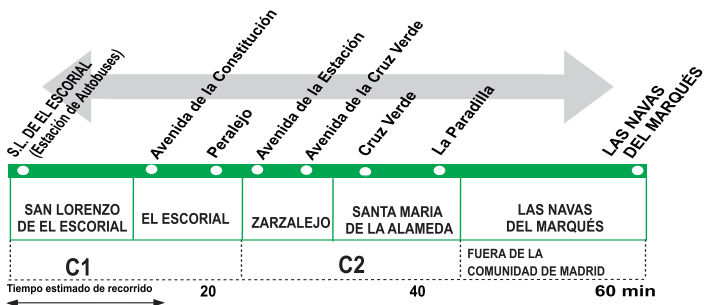 S.L. DE EL ESCORIAL
(Estación de Autobuses)
Avenida de la Constitución
Peralejo
Avenida de la Estación
Avenida de la Cruz Verde
Cruz Verde
La Paradilla
LAS NAVAS
DEL MARQUÉS
SAN LORENZO
DE EL ESCORIAL
EL ESCORIAL
ZARZALEJO
SANTA MARIA
DE LA ALAMEDA
LAS NAVAS
DEL MARQUÉS
C1
C2
FUERA DE LA
COMUNIDAD DE MADRID
Tiempo estimado de recorrido
20
40
60 min